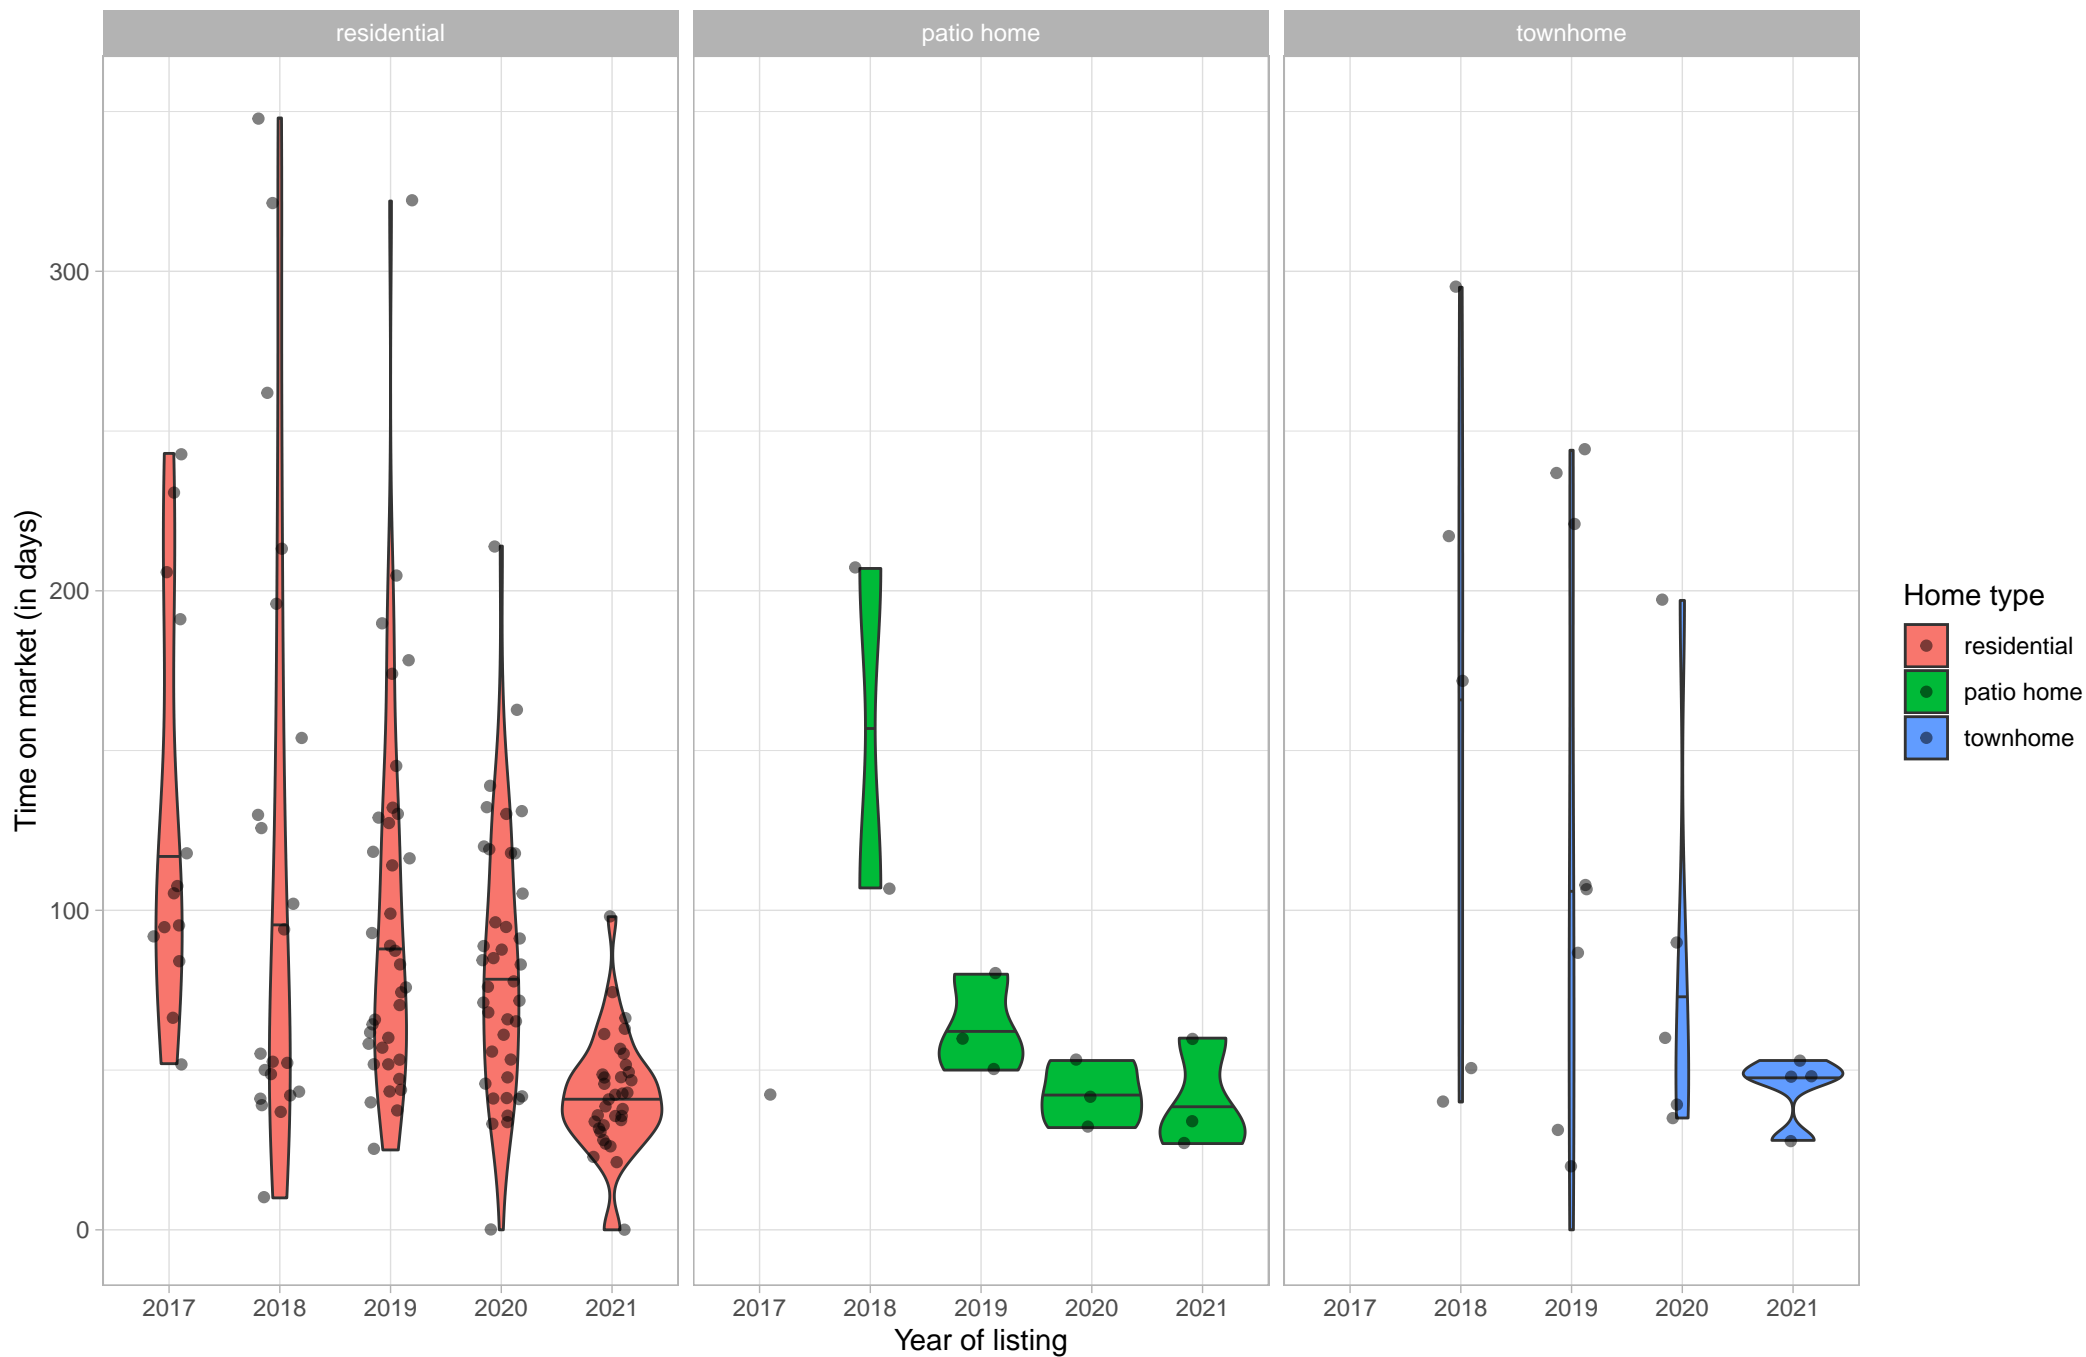 residential
patio home
townhome
Time on market (in days)
300
200
100
0
2017 2018 2019 2020 2021
2017 2018 2019 2020 2021
2017 2018 2019 2020 2021
Year of listing
Home type
residential
patio home
townhome